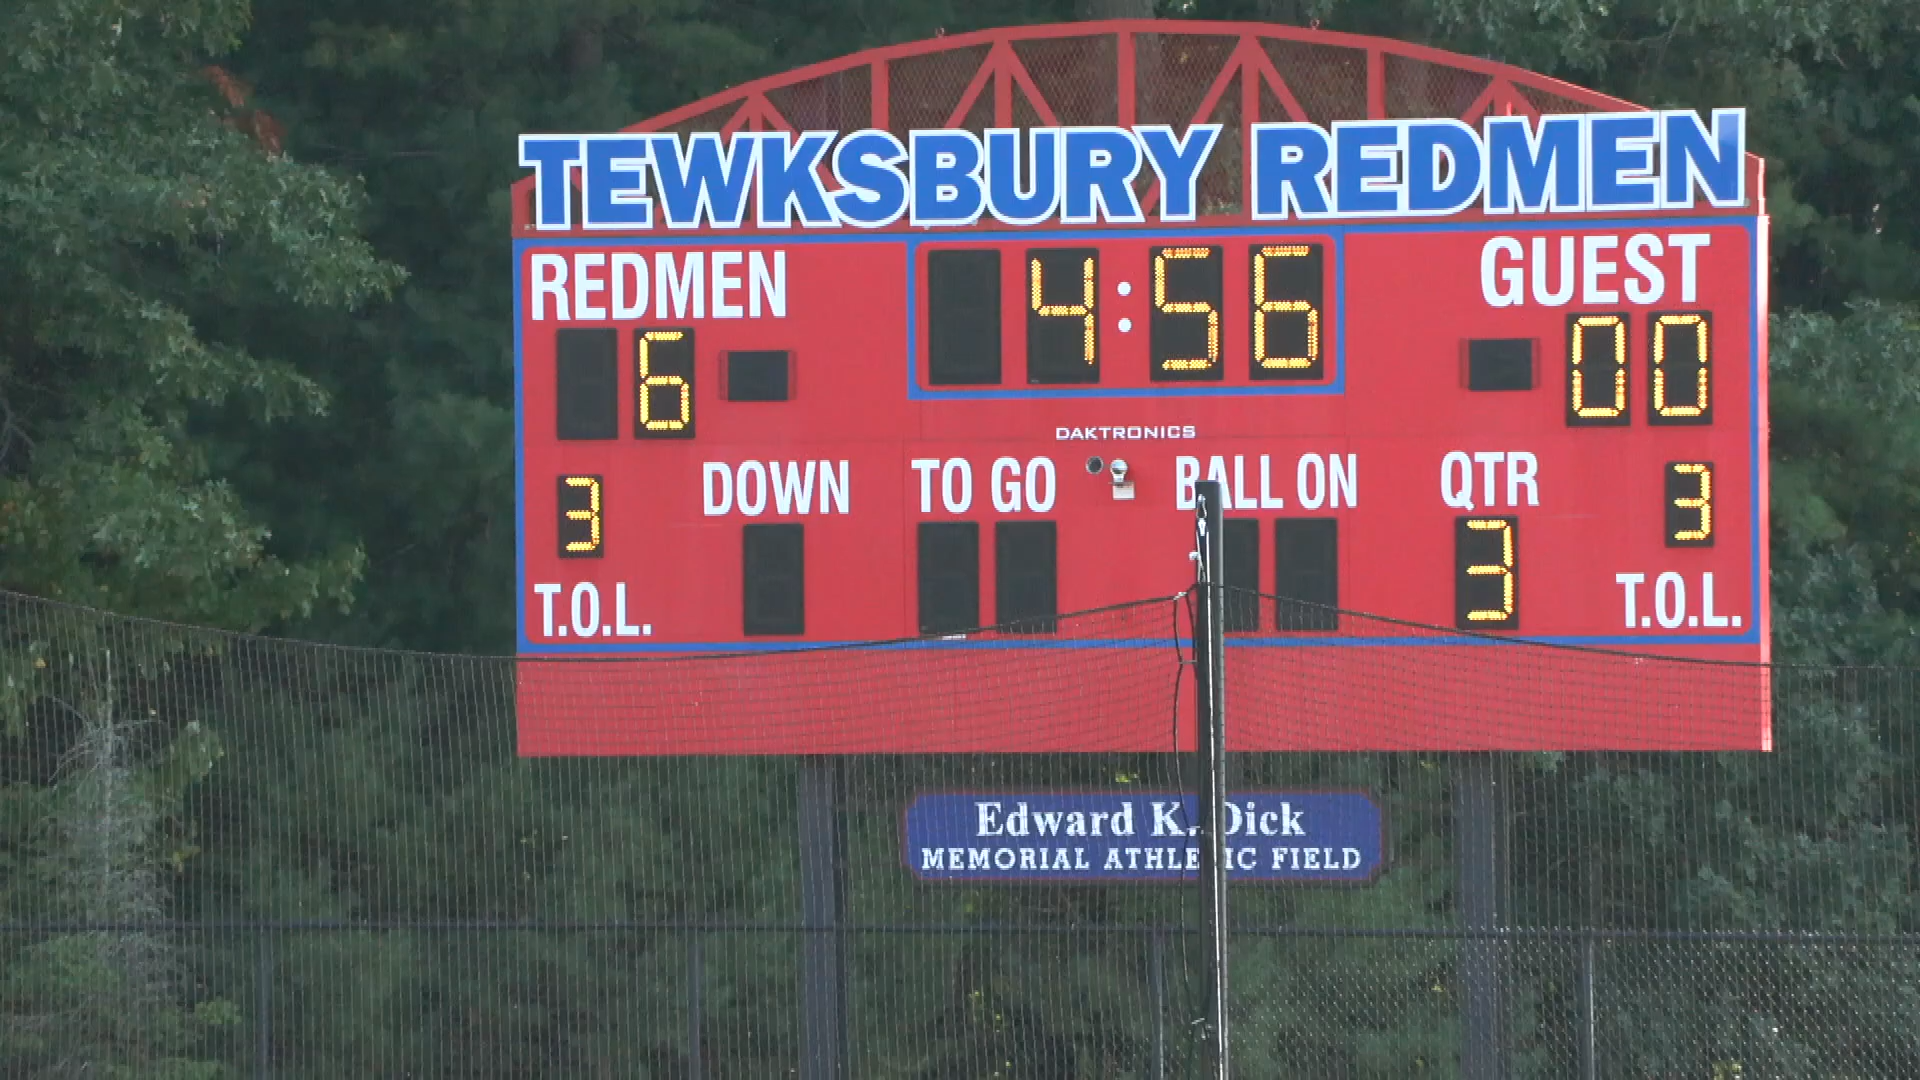 TEWKSBURY REDMEN
REDMEN 4:56 GUEST
6 00
DAKTRONICS
DOWN TO GO BALL ON QTR
3 3 3
T.O.L. T.O.L.
Edward K. Dick
MEMORIAL ATHLETIC FIELD